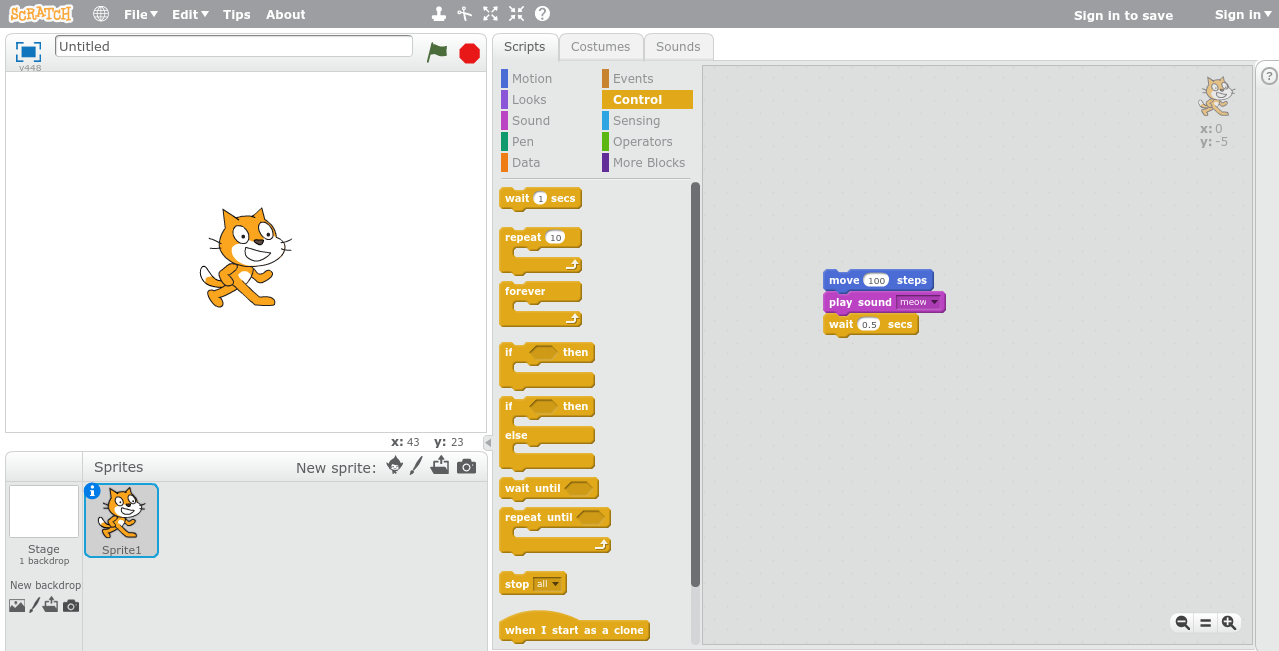 SCRATCH File Edit Tips About Sign in to save Sign in
Untitled
v448
Scripts Costumes Sounds
Motion Events
Looks Control
Sound Sensing
Pen Operators
Data More Blocks
x: 0
y: -5
wait 1 secs
repeat 10
forever
if then
if then
else
wait until
repeat until
stop all
when I start as a clone
move 100 steps
play sound meow
wait 0.5 secs
x: 43 y: 23
Sprites New sprite:
Stage
1 backdrop
New backdrop
Sprite1